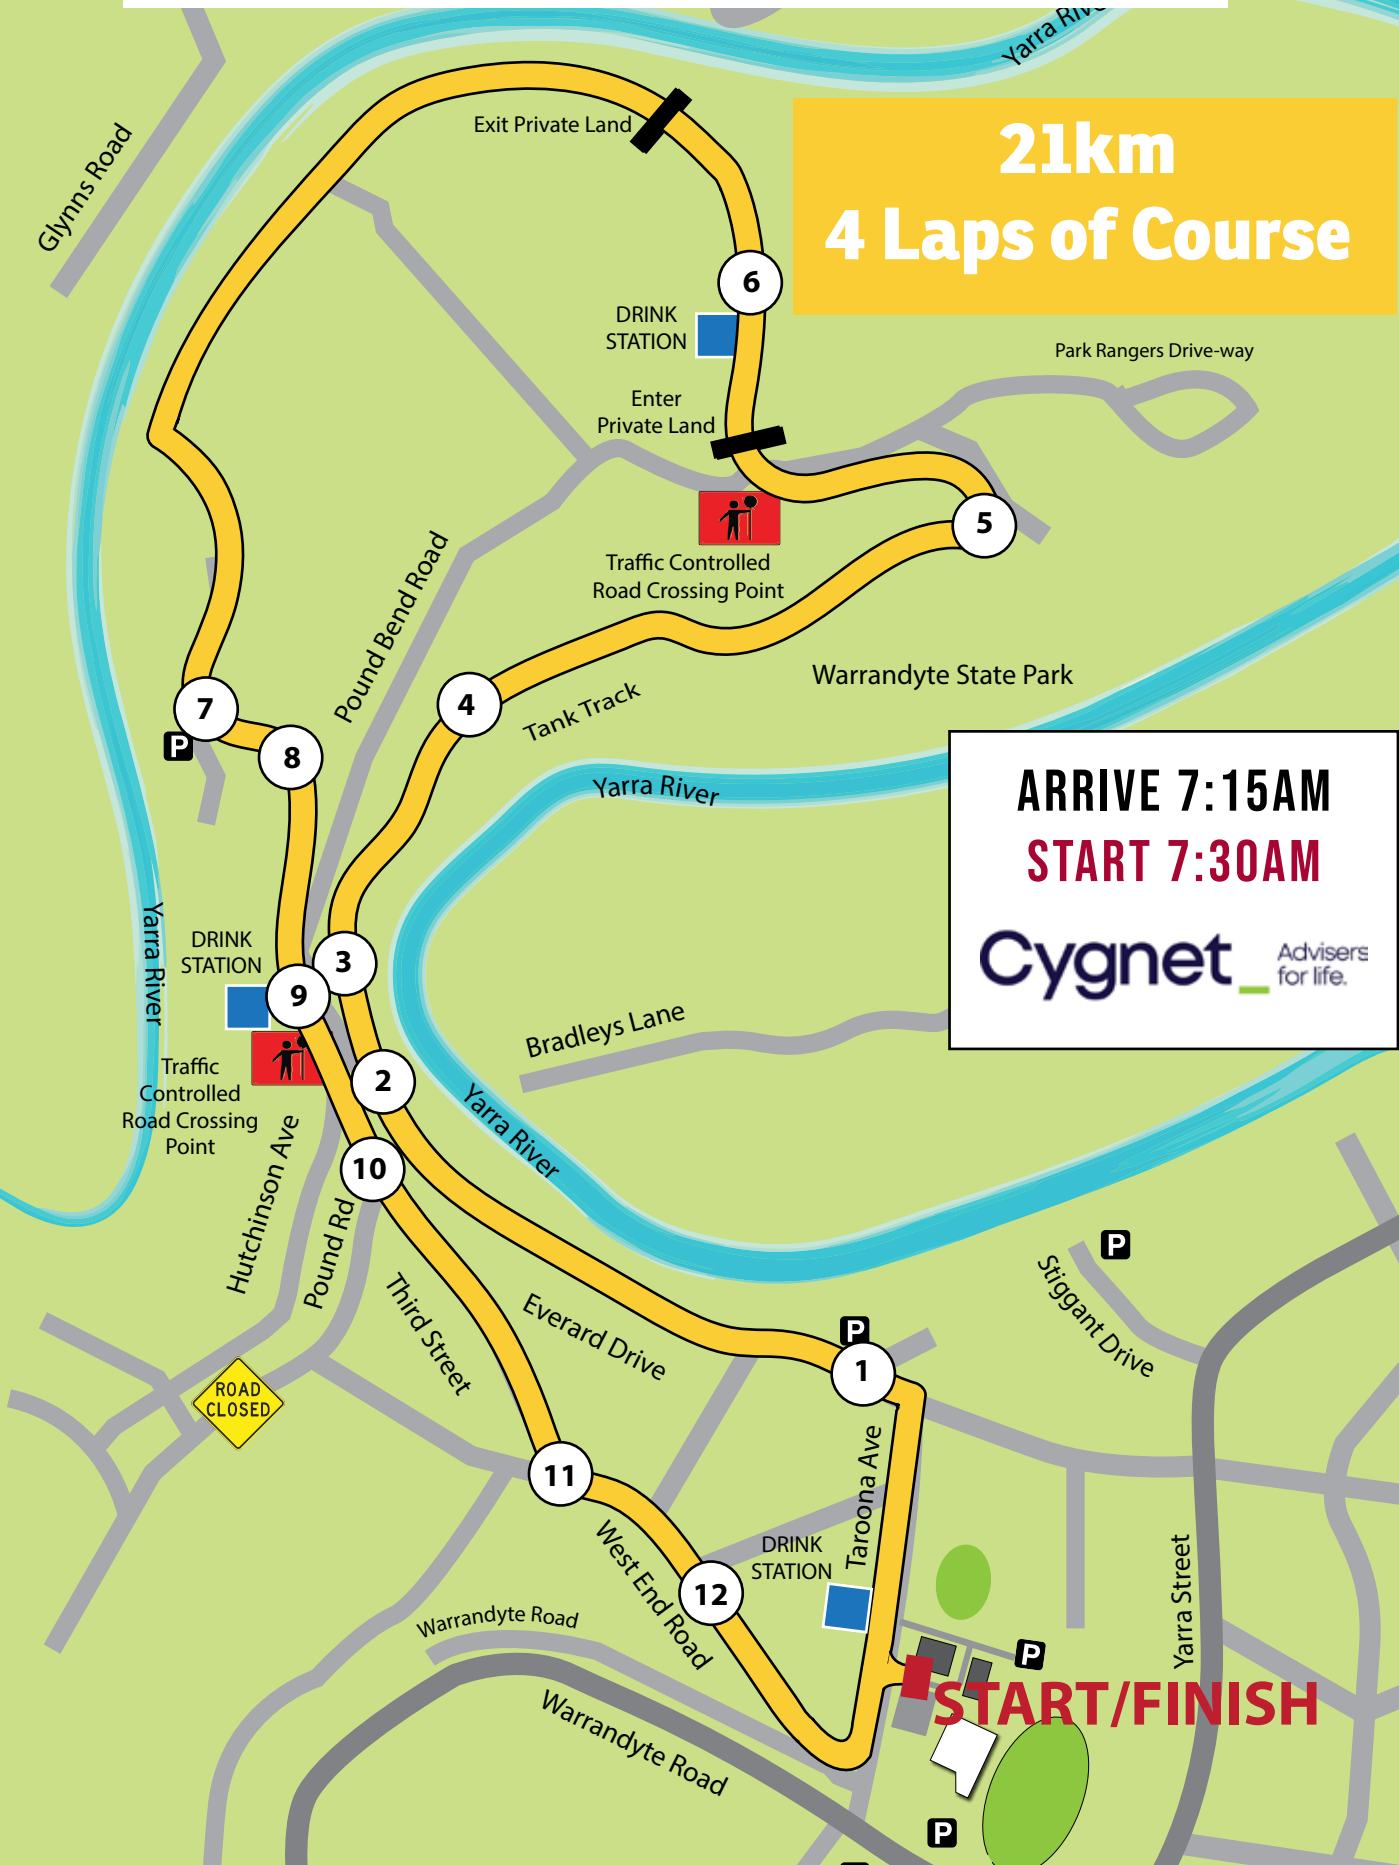 Yarra River
21km
4 Laps of Course
Glynns Road
Exit Private Land
6
DRINK
STATION
Park Rangers Drive-way
Enter
Private Land
5
Traffic Controlled
Road Crossing Point
Pound Bend Road
Warrandyte State Park
4
Tank Track
7
P
8
Yarra River
ARRIVE 7:15AM
START 7:30AM
Cygnet_
Advisers
for life.
Yarra River
DRINK
STATION
3
9
Bradleys Lane
Traffic
Controlled
Road Crossing
Point
2
Yarra River
10
Hutchinson Ave
Pound Rd
Third Street
Everard Drive
P
Stiggant Drive
P
1
ROAD
CLOSED
Taroona Ave
11
West End Road
DRINK
STATION
12
Yarra Street
Warrandyte Road
P
START/FINISH
Warrandyte Road
P